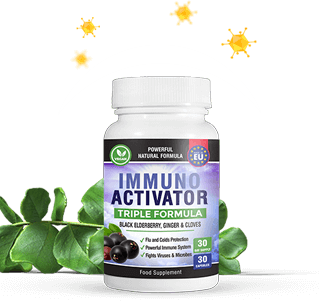 POWERFUL
NATURAL FORMULA
VEGAN
EU
IMMUNO
ACTIVATOR
TRIPLE FORMULA
BLACK ELDERBERRY, GINGER & CLOVES
✓ Flu and Colds Protection
✓ Powerful Immune System
✓ Fights Viruses & Microbes
30
30
CAPSULES
Food Supplement